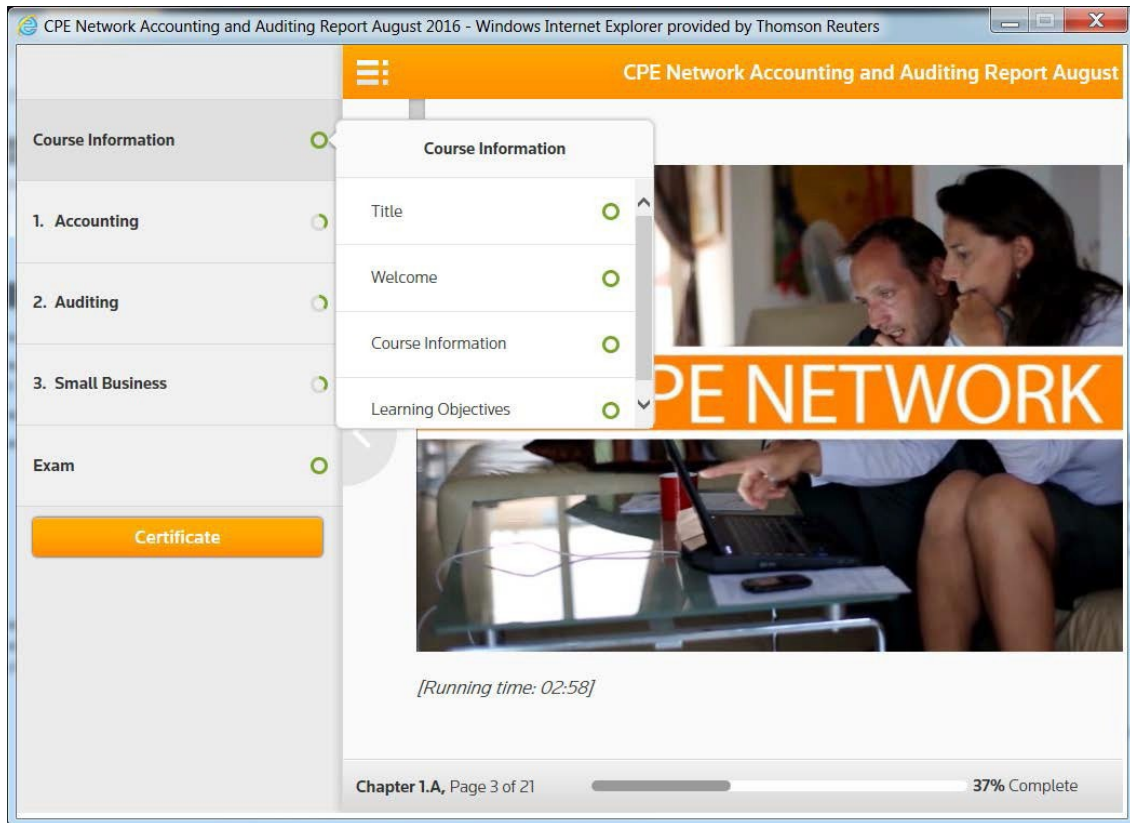 CPE Network Accounting and Auditing Report August 2016 - Windows Internet Explorer provided by Thomson Reuters
CPE Network Accounting and Auditing Report August
Course Information
1. Accounting
2. Auditing
3. Small Business
Exam
Certificate
Course Information
Title
Welcome
Course Information
Learning Objectives
PE NETWORK
[Running time: 02:58]
Chapter 1.A, Page 3 of 21
37% Complete